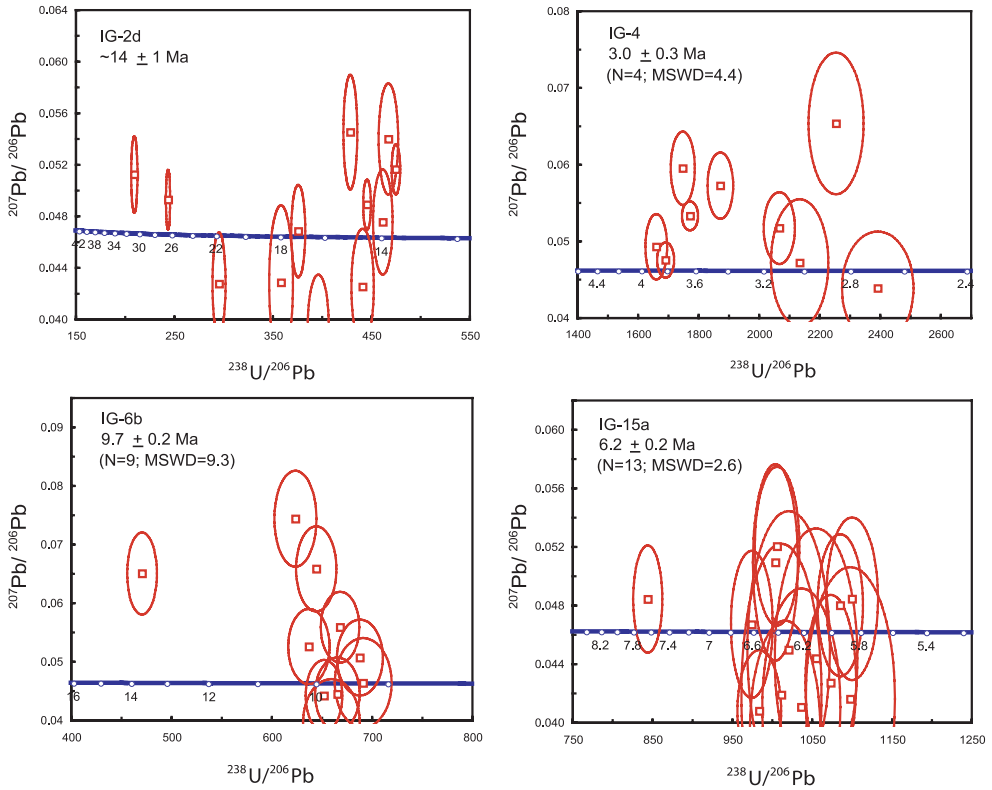 IG-2d
~14 ± 1 Ma
0.064
0.060
0.056
0.052
0.048
0.044
0.040
207Pb/ 206Pb
42 38 34 30 26 22 18 14
150 250 350 450 550
238U/206Pb
IG-4
3.0 ± 0.3 Ma
(N=4; MSWD=4.4)
0.08
0.07
0.06
0.05
0.04
207Pb/ 206Pb
4.4 4 3.6 3.2 2.8 2.4
1400 1600 1800 2000 2200 2400 2600
238U/206Pb
IG-6b
9.7 ± 0.2 Ma
(N=9; MSWD=9.3)
0.09
0.08
0.07
0.06
0.05
0.04
207Pb/ 206Pb
16 14 12 10
400 500 600 700 800
238U/206Pb
IG-15a
6.2 ± 0.2 Ma
(N=13; MSWD=2.6)
0.060
0.056
0.052
0.048
0.044
0.040
207Pb/ 206Pb
8.2 7.8 7.4 7 6.6 6.2 5.8 5.4
750 850 950 1050 1150 1250
238U/206Pb